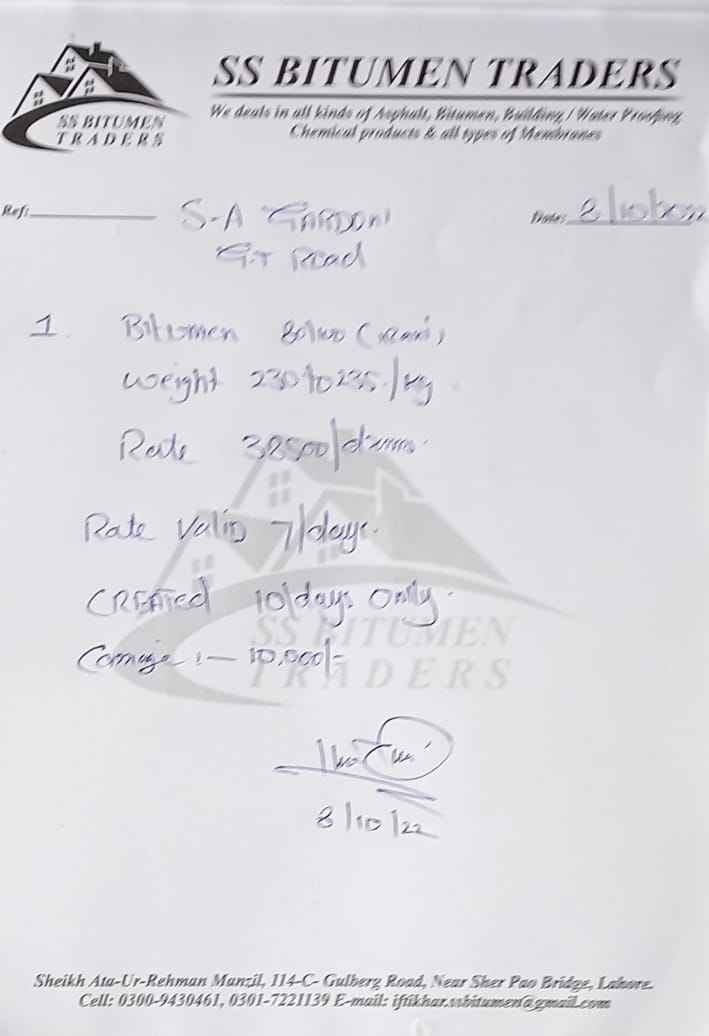 SS BITUMEN TRADERS
SS BITUMEN
TRADERS
We deals in all kinds of Asphalt, Bitumen, Building / Water Proofing
Chemical products & all types of Membranes
Ref: Date: 8/10/2022
S-A GARDON
G.T Road
1. Bitumen 80/100 (Irani)
Weight 230 to 235/kg
Rate 38500/drums.
Rate Valid 7/days.
CREATed 10/days only.
:- 10,000/=
SS BITUMEN
TRADERS
8/10/22
Sheikh Ata-Ur-Rehman Manzil, 114-C- Gulberg Road, Near Sher Pao Bridge, Lahore.
Cell: 0300-9430461, 0301-7221139 E-mail: iftikhar.ssbitumen@gmail.com